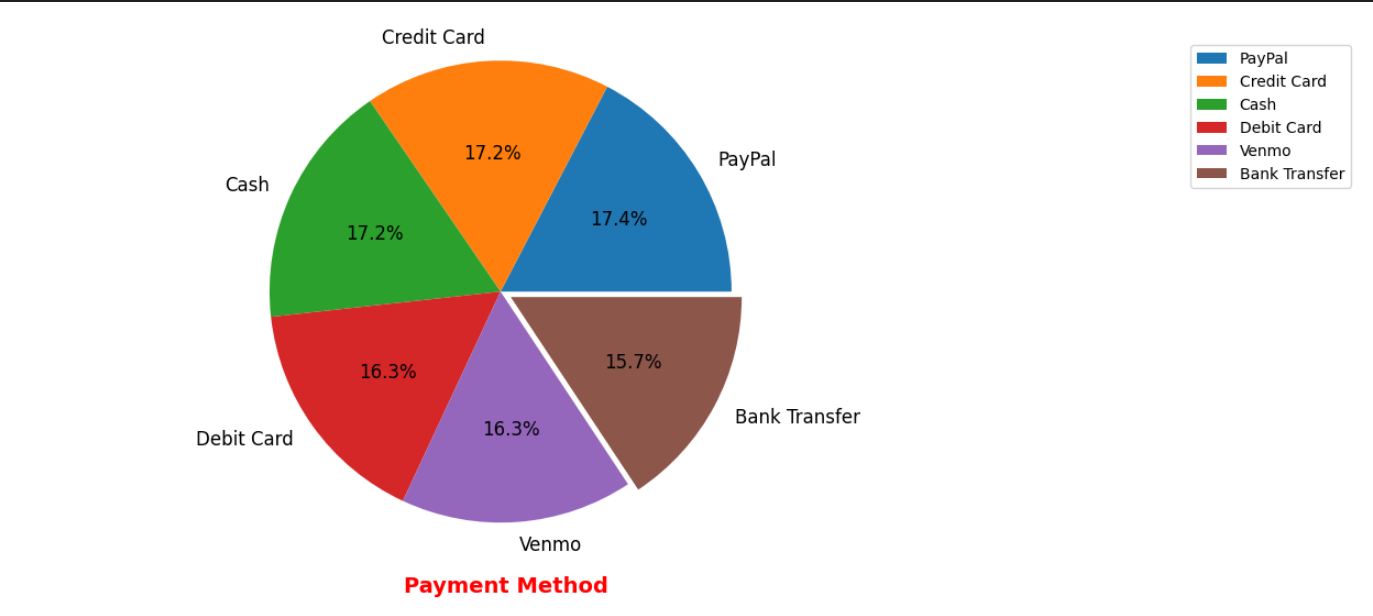 Credit Card
PayPal
Credit Card
Cash
Debit Card
Venmo
Bank Transfer
17.2%
PayPal
Cash
17.4%
17.2%
15.7%
16.3%
Bank Transfer
16.3%
Debit Card
Venmo
Payment Method